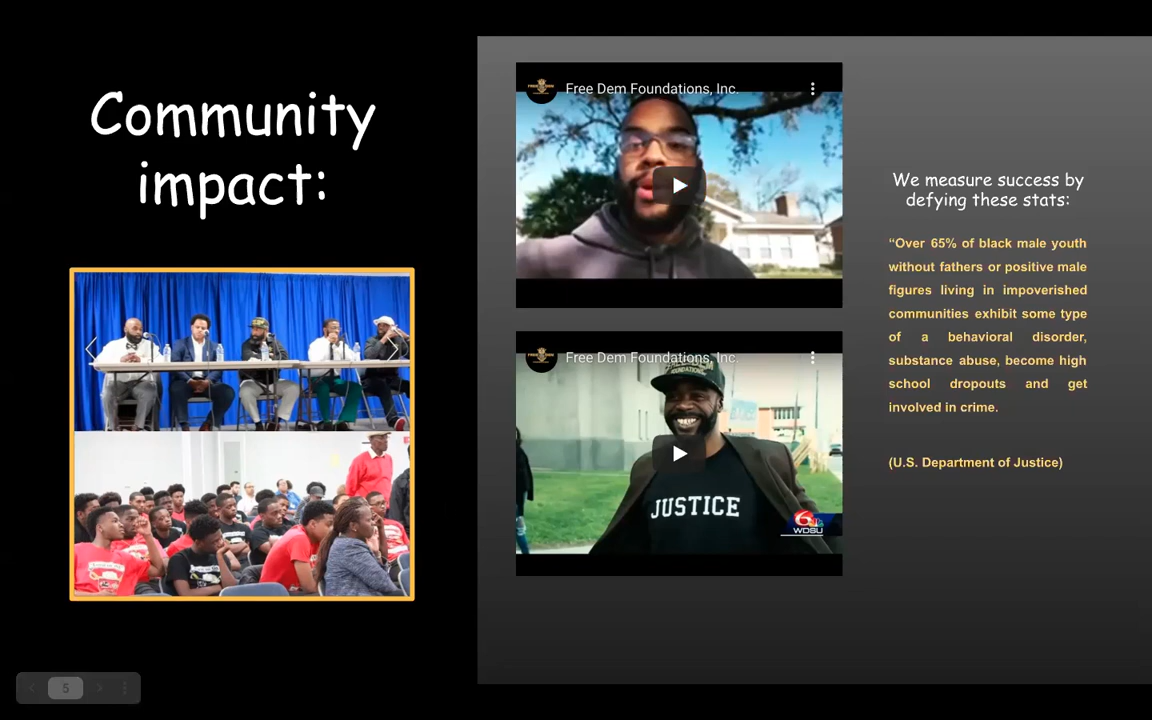 Community
impact:
Free Dem Foundations, Inc.
Free Dem Foundations, Inc.
FOUNDATIONS
JUSTICE
6
WDSU
We measure success by
defying these stats:
“Over 65% of black male youth
without fathers or positive male
figures living in impoverished
communities exhibit some type
of a behavioral disorder,
substance abuse, become high
school dropouts and get
involved in crime.
(U.S. Department of Justice)
5